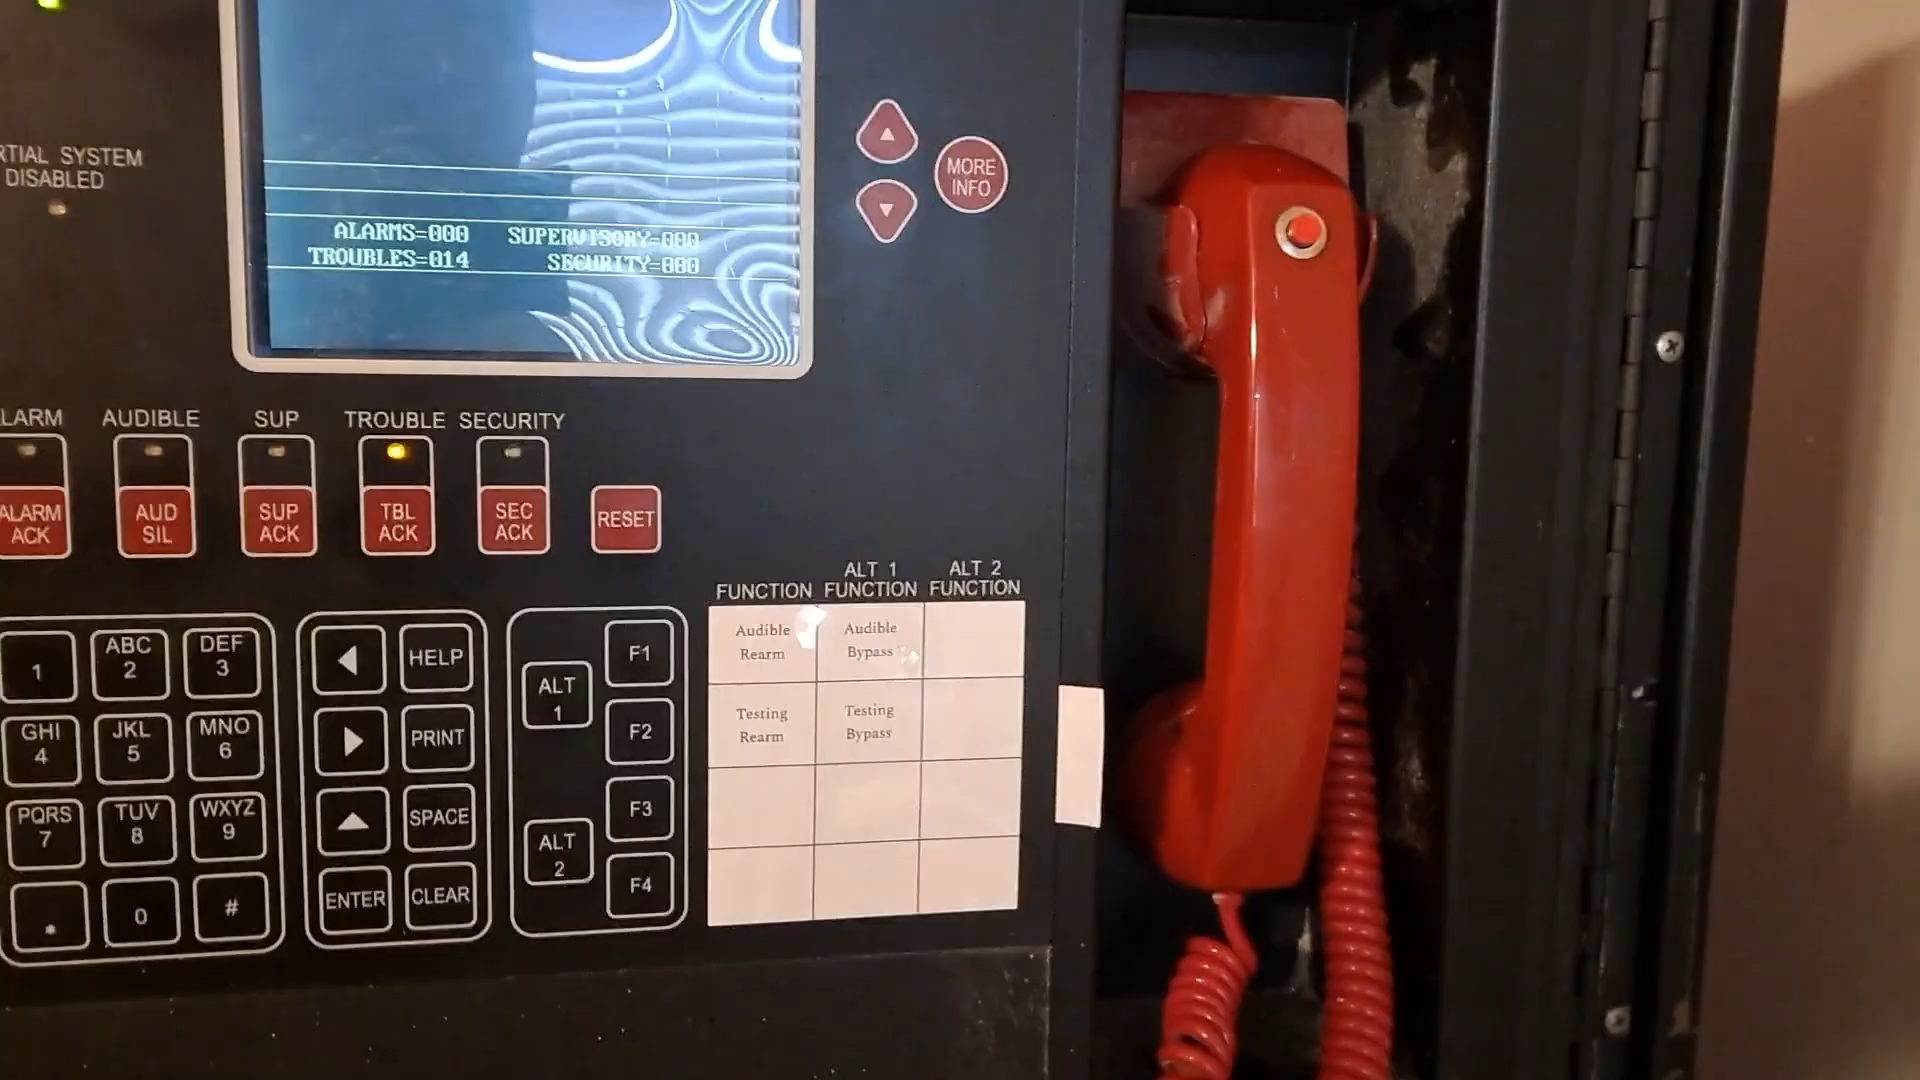 RTIAL SYSTEM
DISABLED
ALARMS=000 SUPERVISORY=000
TROUBLES=014 SECURITY=000
MORE
INFO
LARM AUDIBLE SUP TROUBLE SECURITY
ALARM
ACK
AUD
SIL
SUP
ACK
TBL
ACK
SEC
ACK
RESET
FUNCTION
ALT 1
FUNCTION
ALT 2
FUNCTION
Audible
Rearm
Audible
Bypass
Testing
Rearm
Testing
Bypass
1
ABC
2
DEF
3
GHI
4
JKL
5
MNO
6
PQRS
7
TUV
8
WXYZ
9
*
0
#
HELP
PRINT
SPACE
ENTER
CLEAR
ALT
1
ALT
2
F1
F2
F3
F4